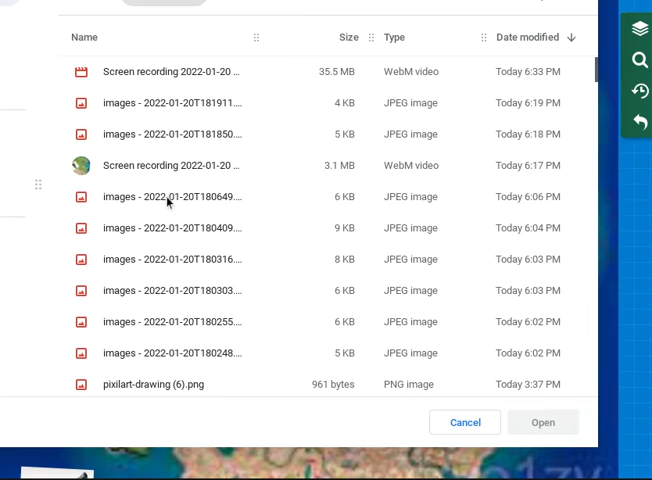 Name Size Type Date modified
Screen recording 2022-01-20 ... 35.5 MB WebM video Today 6:33 PM
images - 2022-01-20T181911.... 4 KB JPEG image Today 6:19 PM
images - 2022-01-20T181850.... 5 KB JPEG image Today 6:18 PM
Screen recording 2022-01-20 ... 3.1 MB WebM video Today 6:17 PM
images - 2022-01-20T180649.... 6 KB JPEG image Today 6:06 PM
images - 2022-01-20T180409.... 9 KB JPEG image Today 6:04 PM
images - 2022-01-20T180316.... 8 KB JPEG image Today 6:03 PM
images - 2022-01-20T180303.... 6 KB JPEG image Today 6:03 PM
images - 2022-01-20T180255.... 6 KB JPEG image Today 6:02 PM
images - 2022-01-20T180248.... 5 KB JPEG image Today 6:02 PM
pixilart-drawing (6).png 961 bytes PNG image Today 3:37 PM
Cancel Open